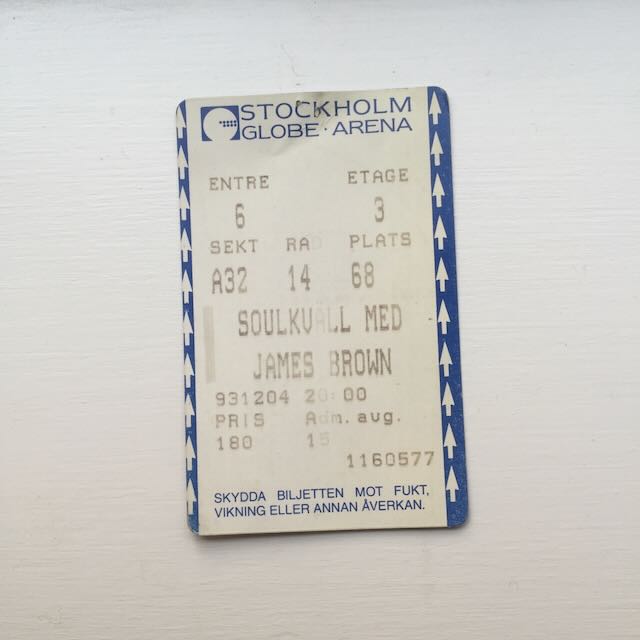 STOCKHOLM
GLOBE·ARENA
ENTRE ETAGE
6 3
SEKT RAD PLATS
A32 14 68
SOULKVÄLL MED
JAMES BROWN
931204 20:00
PRIS Adm.avg.
180 15
1160577
SKYDDA BILJETTEN MOT FUKT,
VIKNING ELLER ANNAN ÅVERKAN.